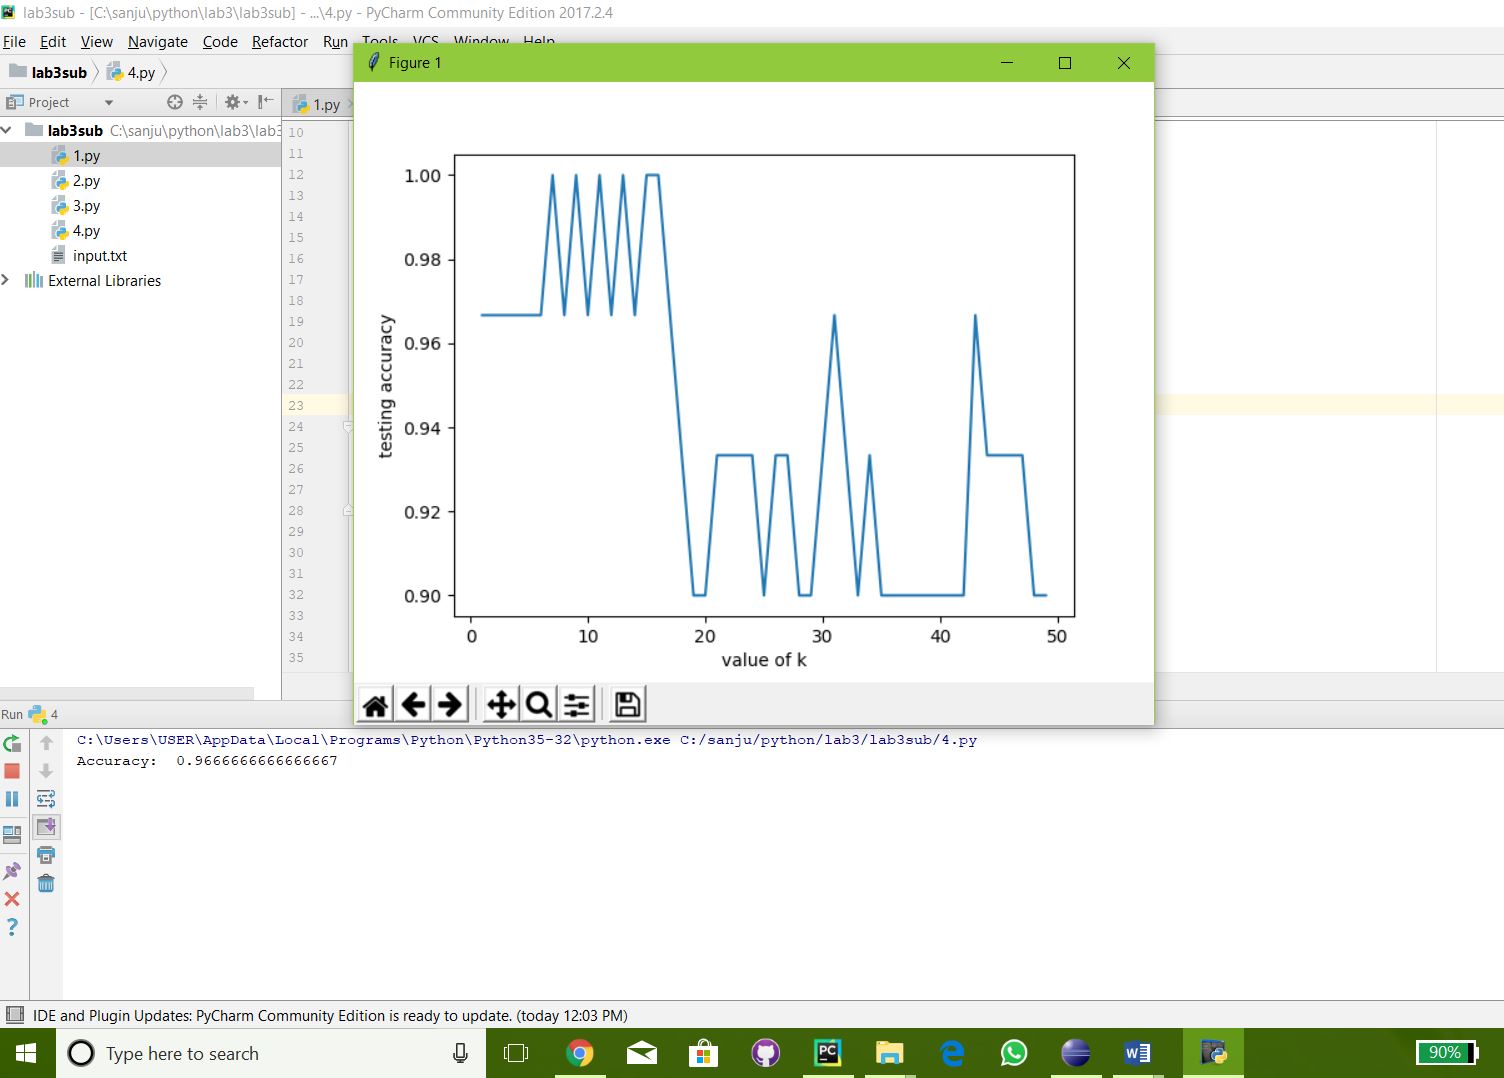 lab3sub - [C:\sanju\python\lab3\lab3sub] - ...\4.py - PyCharm Community Edition 2017.2.4
File Edit View Navigate Code Refactor Run Tools VCS Window Help
lab3sub 4.py
Project
1.py
lab3sub C:\sanju\python\lab3\lab3
1.py
2.py
3.py
4.py
input.txt
External Libraries
10
11
12
13
14
15
16
17
18
19
20
21
22
23
24
25
26
27
28
29
30
31
32
33
34
35
Figure 1
1.00
0.98
0.96
0.94
0.92
0.90
testing accuracy
0 10 20 30 40 50
value of k
Run 4
C:\Users\USER\AppData\Local\Programs\Python\Python35-32\python.exe C:/sanju/python/lab3/lab3sub/4.py
Accuracy:  0.9666666666666667
IDE and Plugin Updates: PyCharm Community Edition is ready to update. (today 12:03 PM)
Type here to search
PC
90%